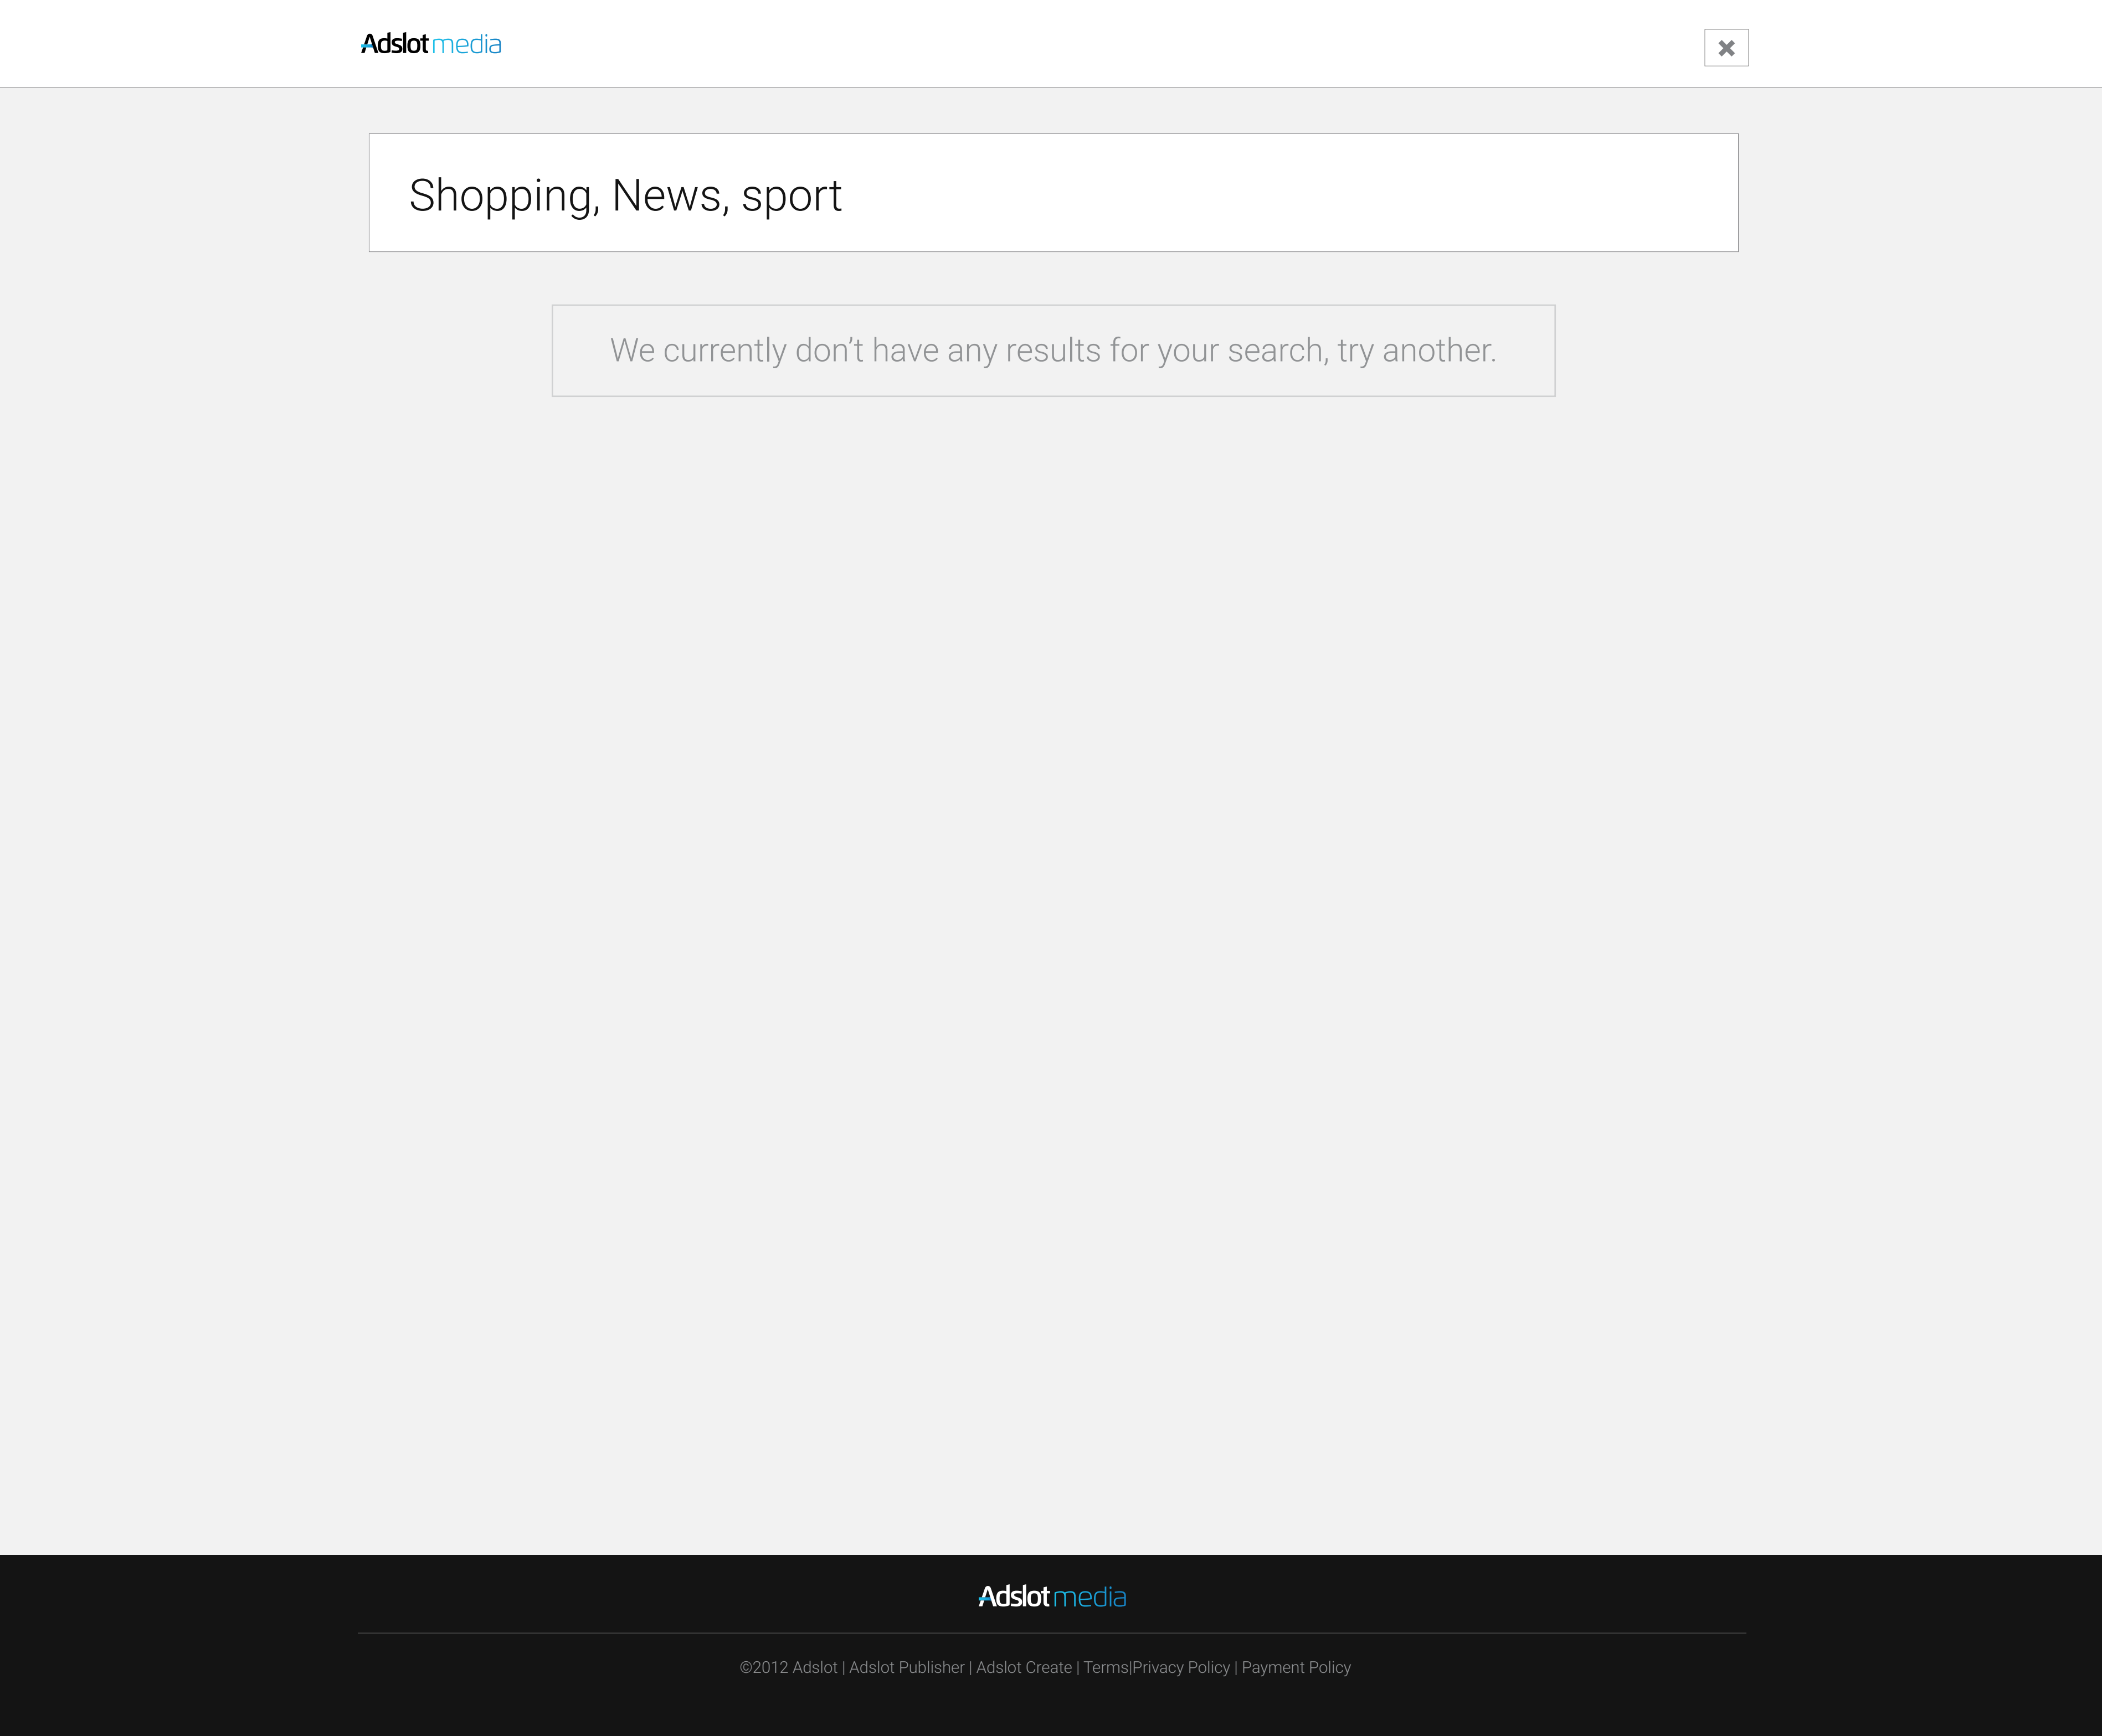 Adslot media
Shopping, News, sport
We currently don’t have any results for your search, try another.
Adslot media
©2012 Adslot | Adslot Publisher | Adslot Create | Terms|Privacy Policy | Payment Policy